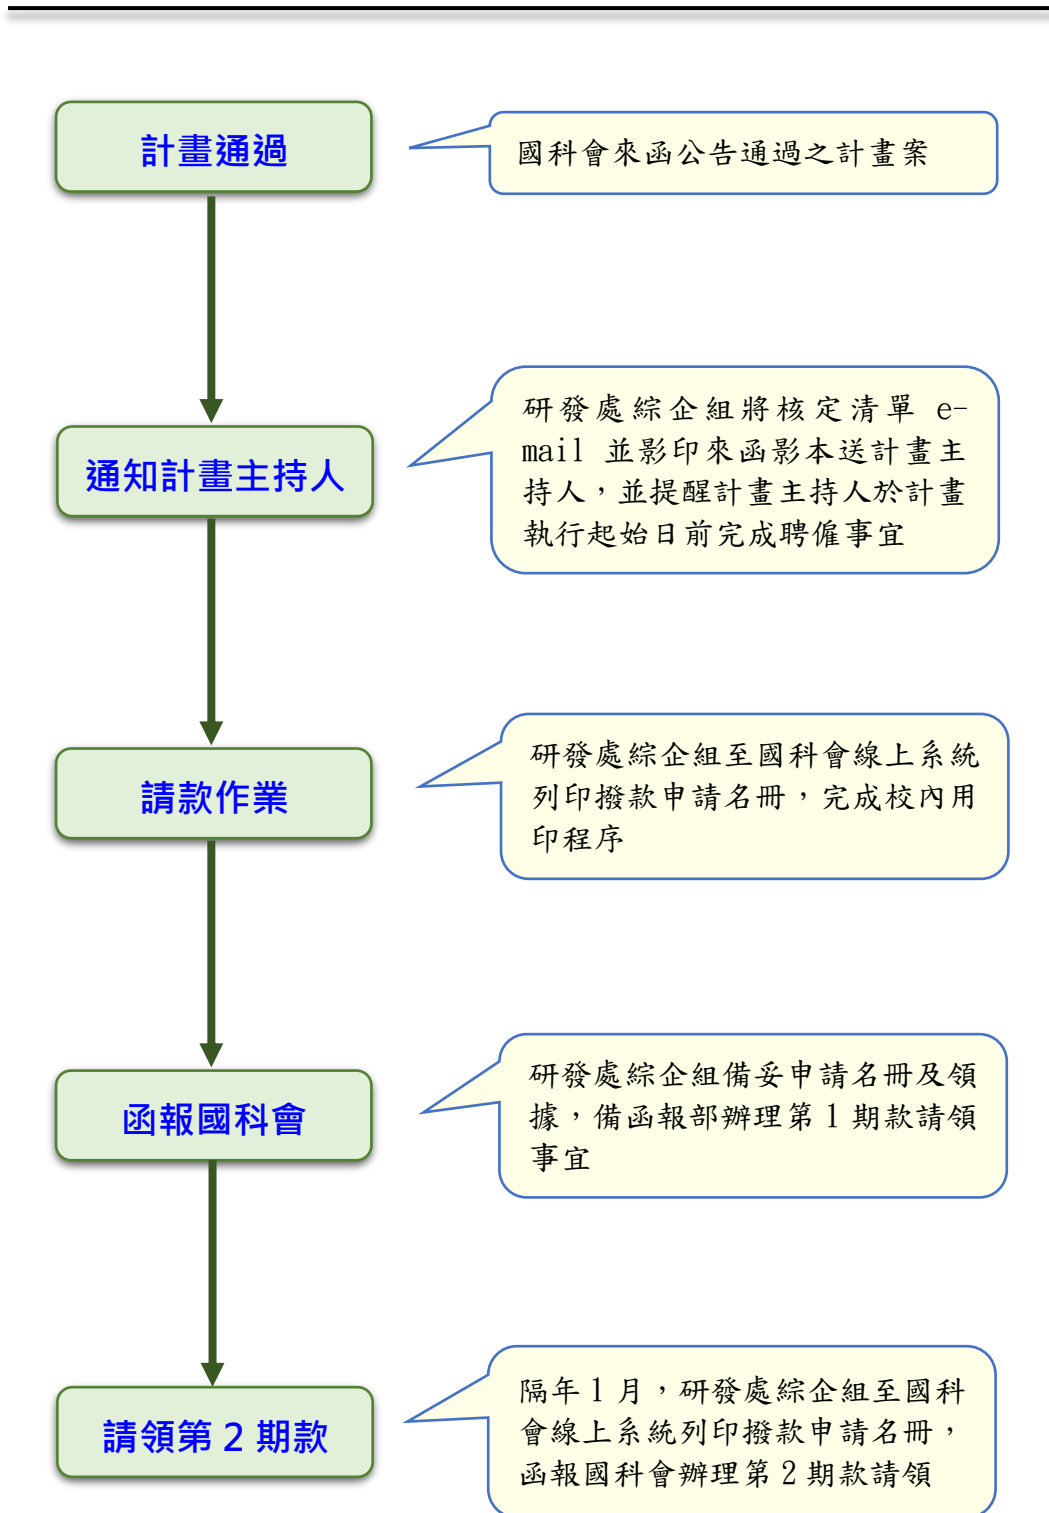 計畫通過
國科會來函公告通過之計畫案
通知計畫主持人
研發處綜企組將核定清單 e-
mail 並影印來函影本送計畫主
持人，並提醒計畫主持人於計畫
執行起始日前完成聘僱事宜
請款作業
研發處綜企組至國科會線上系統
列印撥款申請名冊，完成校內用
印程序
函報國科會
研發處綜企組備妥申請名冊及領
據，備函報部辦理第 1 期款請領
事宜
請領第 2 期款
隔年 1 月，研發處綜企組至國科
會線上系統列印撥款申請名冊，
函報國科會辦理第 2 期款請領